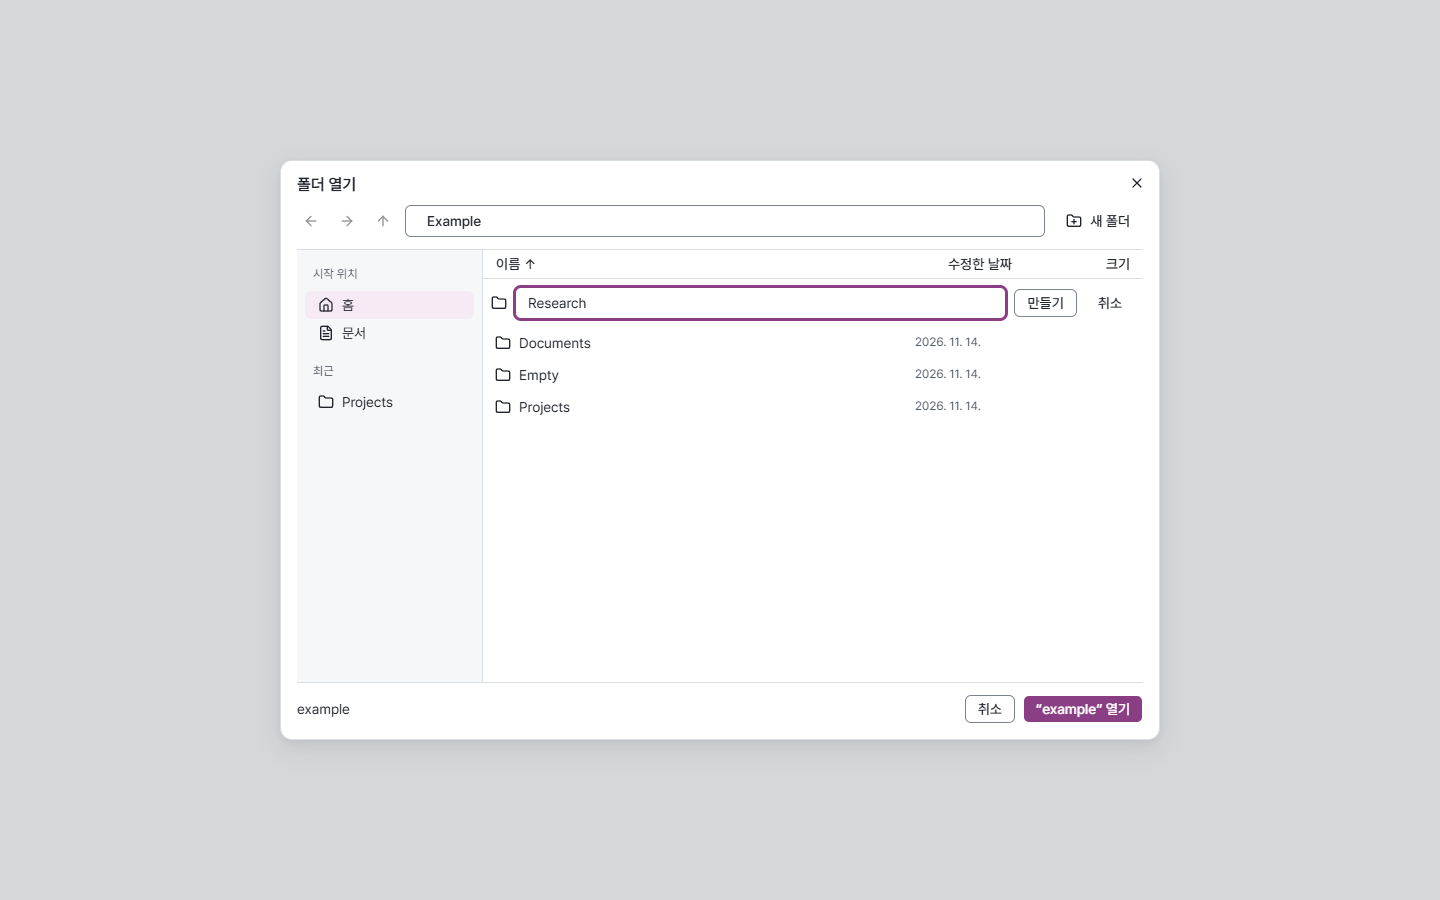 폴더 열기
Example
새 폴더
시작 위치
홈
문서
최근
Projects
이름 ↑ 수정한 날짜 크기
Research 만들기 취소
Documents 2026. 11. 14.
Empty 2026. 11. 14.
Projects 2026. 11. 14.
example
취소
“example” 열기